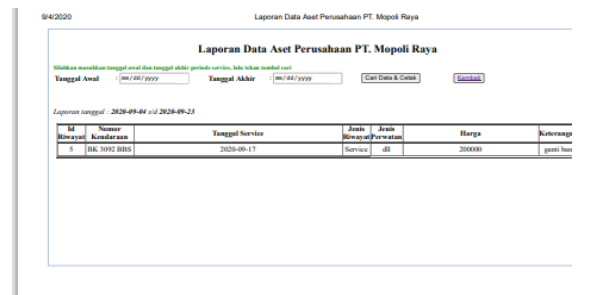 9/4/2020 Laporan Data Aset Perusahaan PT. Mopoli Raya
Laporan Data Aset Perusahaan PT. Mopoli Raya
Silahkan masukkan tanggal awal dan tanggal akhir periode service, lalu tekan tombol cari
Tanggal Awal : mm/dd/yyyy Tanggal Akhir : mm/dd/yyyy Cari Data & Cetak Kembali
Laporan tanggal : 2020-09-04 s/d 2020-09-23
Id Riwayat Nomor Kendaraan Tanggal Service Jenis Riwayat Jenis Perwatan Harga Keteranga
5 BK 3092 BBS 2020-09-17 Service dll 200000 ganti ban